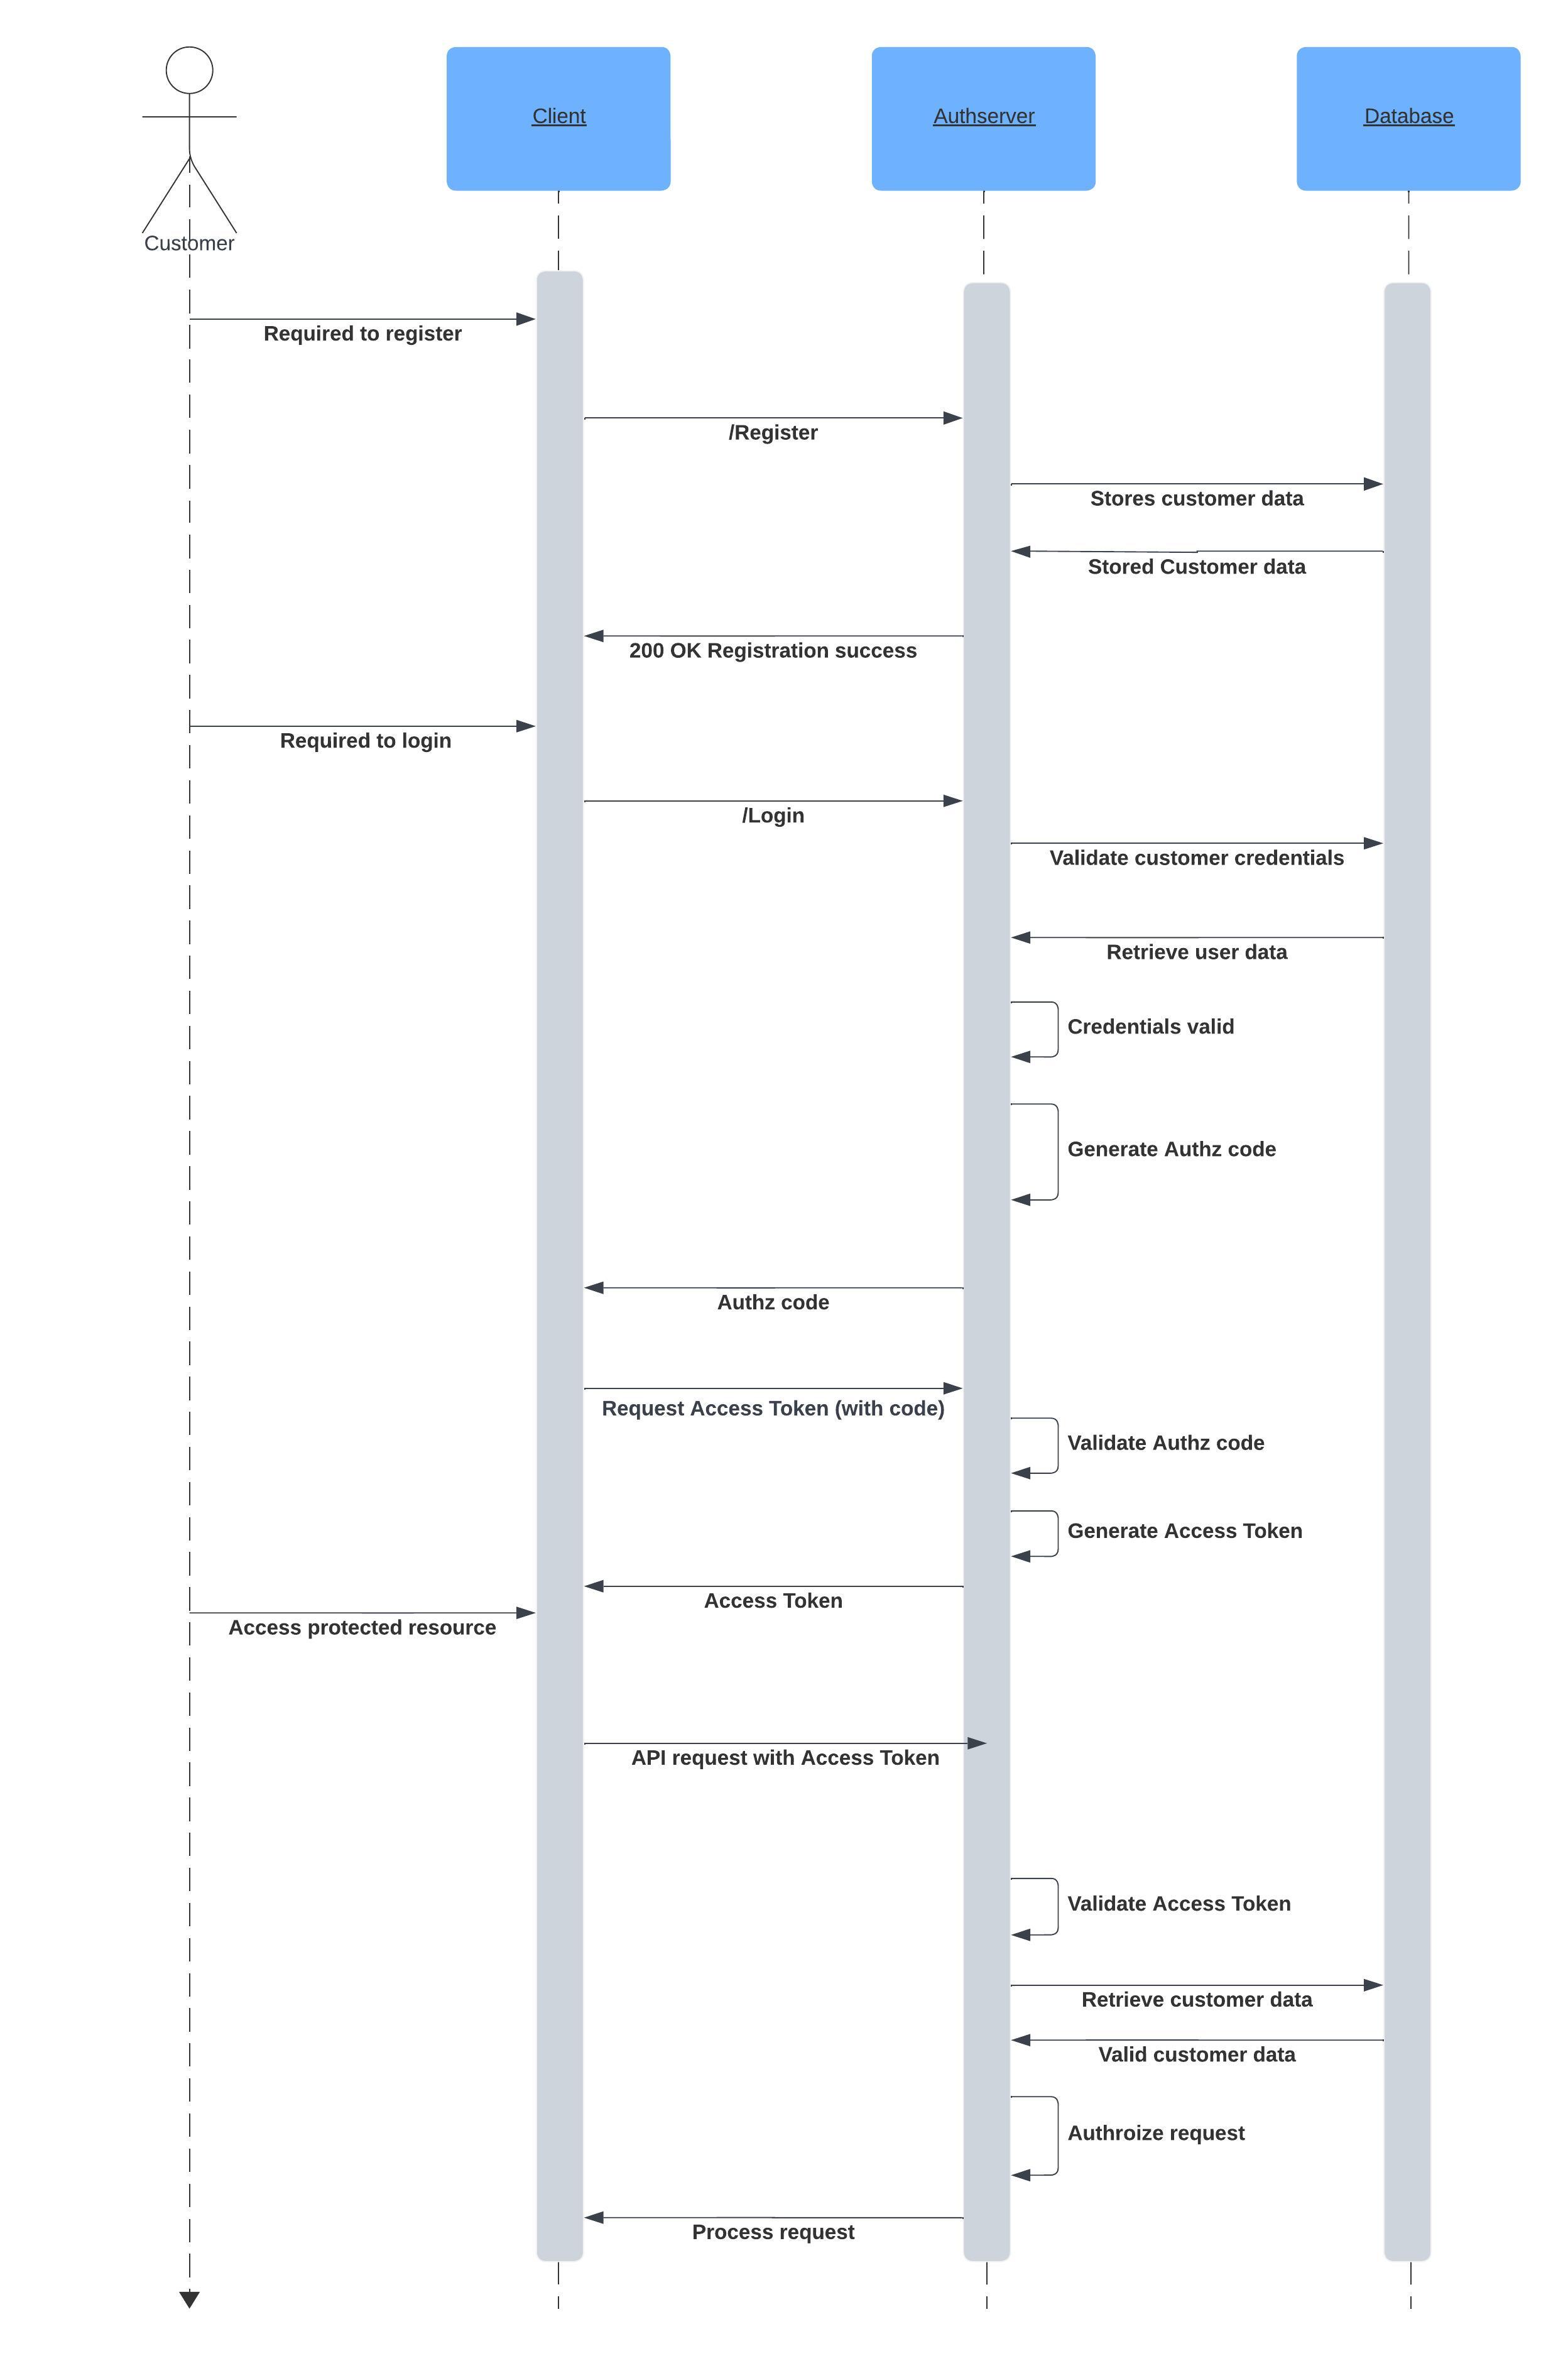 Client
Authserver
Database
Customer
Required to register
/Register
Stores customer data
Stored Customer data
200 OK Registration success
Required to login
/Login
Validate customer credentials
Retrieve user data
Credentials valid
Generate Authz code
Authz code
Request Access Token (with code)
Validate Authz code
Generate Access Token
Access Token
Access protected resource
API request with Access Token
Validate Access Token
Retrieve customer data
Valid customer data
Authroize request
Process request